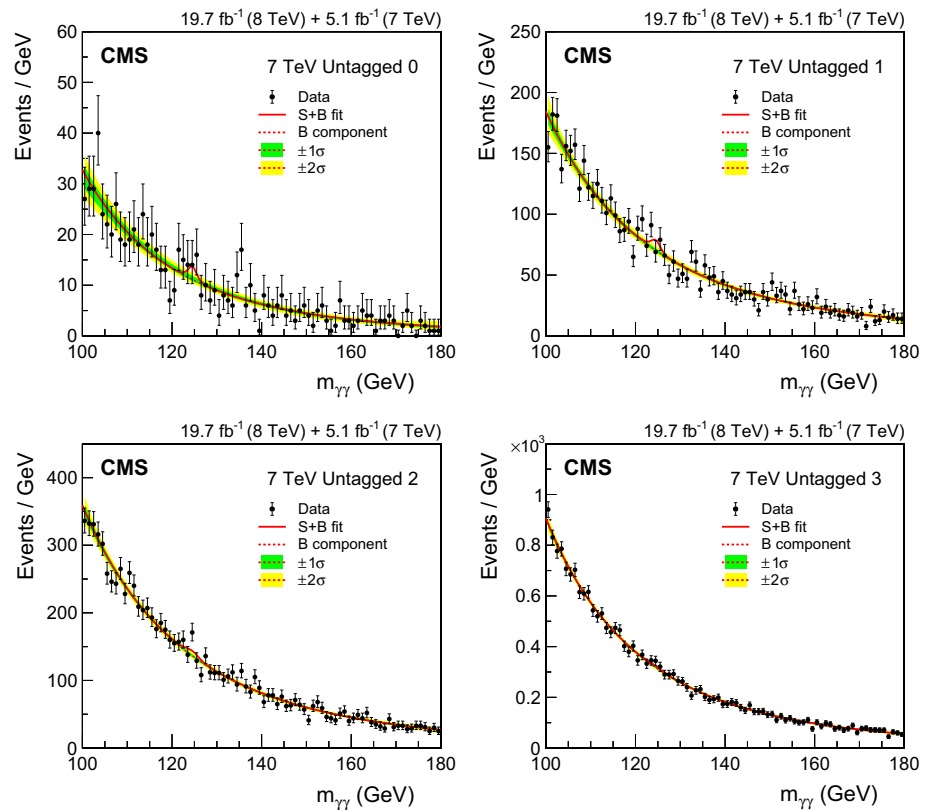 19.7 fb⁻¹ (8 TeV) + 5.1 fb⁻¹ (7 TeV)
Events / GeV
60
50
40
30
20
10
0
CMS
7 TeV Untagged 0
Data
S+B fit
B component
±1σ
±2σ
100 120 140 160 180
mγγ (GeV)
19.7 fb⁻¹ (8 TeV) + 5.1 fb⁻¹ (7 TeV)
Events / GeV
250
200
150
100
50
0
CMS
7 TeV Untagged 1
Data
S+B fit
B component
±1σ
±2σ
100 120 140 160 180
mγγ (GeV)
19.7 fb⁻¹ (8 TeV) + 5.1 fb⁻¹ (7 TeV)
Events / GeV
400
300
200
100
0
CMS
7 TeV Untagged 2
Data
S+B fit
B component
±1σ
±2σ
100 120 140 160 180
mγγ (GeV)
19.7 fb⁻¹ (8 TeV) + 5.1 fb⁻¹ (7 TeV)
×10³
Events / GeV
1
0.8
0.6
0.4
0.2
0
CMS
7 TeV Untagged 3
Data
S+B fit
B component
±1σ
±2σ
100 120 140 160 180
mγγ (GeV)